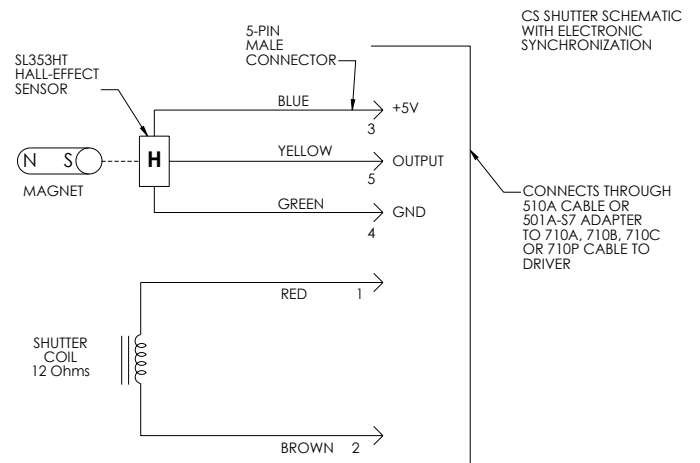 CS SHUTTER SCHEMATIC
WITH ELECTRONIC
SYNCHRONIZATION
5-PIN
MALE
CONNECTOR
SL353HT
HALL-EFFECT
SENSOR
BLUE
+5V
3
N S
H
YELLOW
OUTPUT
5
MAGNET
GREEN
GND
4
CONNECTS THROUGH
510A CABLE OR
501A-S7 ADAPTER
TO 710A, 710B, 710C
OR 710P CABLE TO
DRIVER
RED 1
SHUTTER
COIL
12 Ohms
BROWN 2